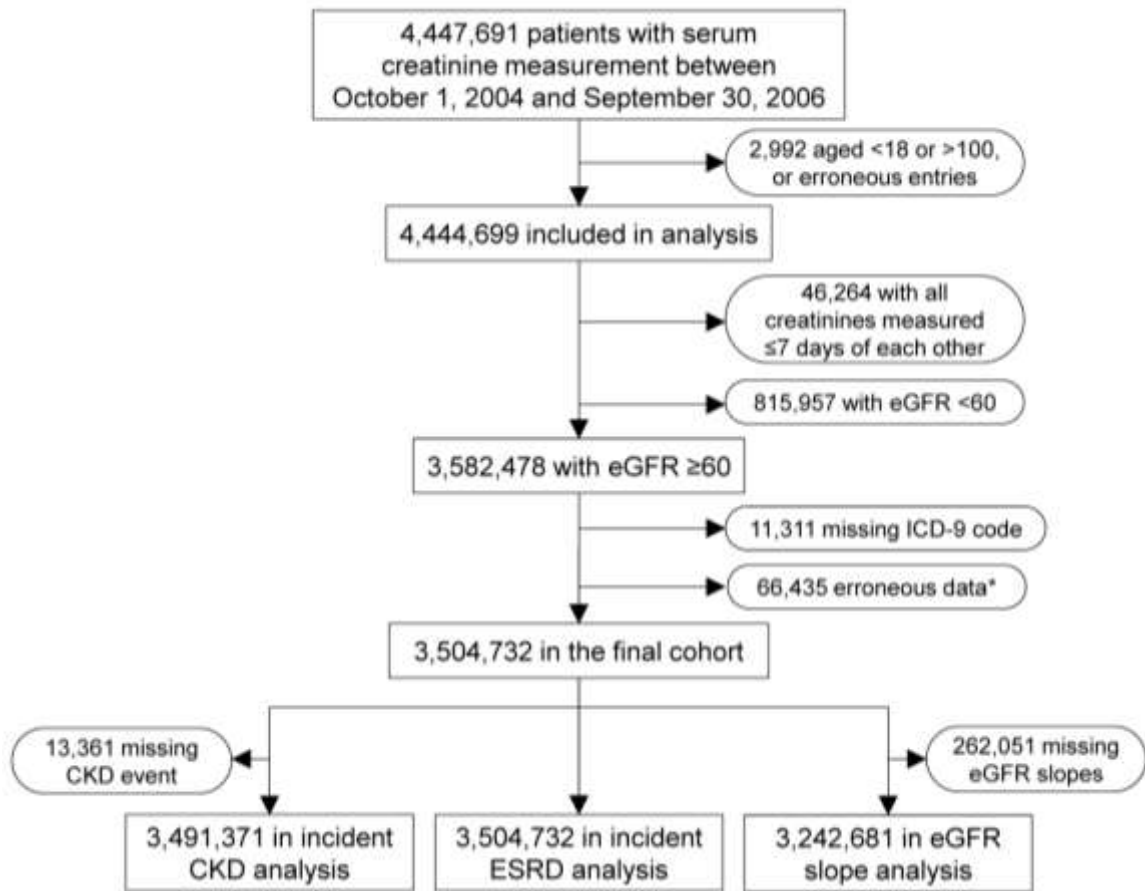 4,447,691 patients with serum
creatinine measurement between
October 1, 2004 and September 30, 2006
2,992 aged <18 or >100,
or erroneous entries
4,444,699 included in analysis
46,264 with all
creatinines measured
≤7 days of each other
815,957 with eGFR <60
3,582,478 with eGFR ≥60
11,311 missing ICD-9 code
66,435 erroneous data*
3,504,732 in the final cohort
13,361 missing
CKD event
262,051 missing
eGFR slopes
3,491,371 in incident
CKD analysis
3,504,732 in incident
ESRD analysis
3,242,681 in eGFR
slope analysis